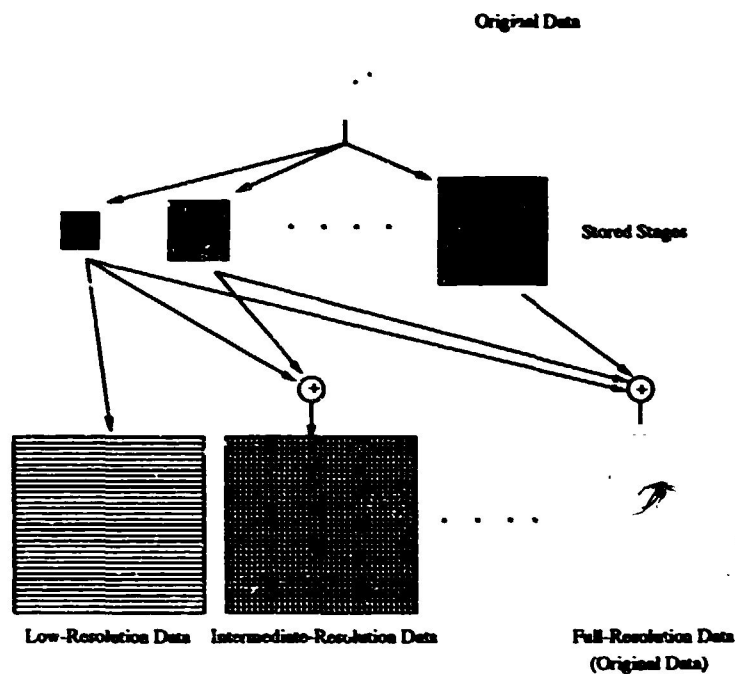 Original Data
Stored Stages
+
+
Low-Resolution Data
Intermediate-Resolution Data
Full-Resolution Data
(Original Data)